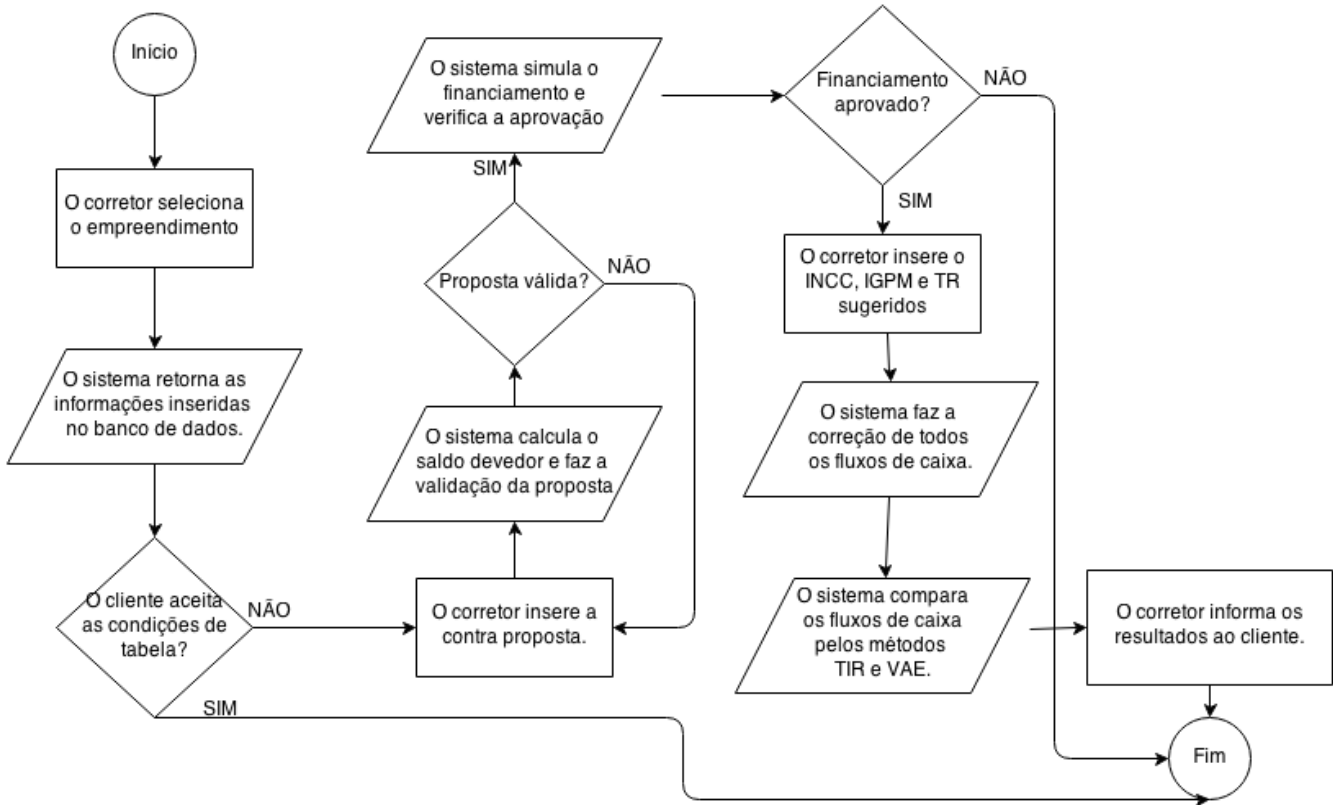 Início
O corretor seleciona
o empreendimento
O sistema retorna as
informações inseridas
no banco de dados.
O cliente aceita
as condições de
tabela?
NÃO
SIM
O corretor insere a
contra proposta.
O sistema calcula o
saldo devedor e faz a
validação da proposta
Proposta válida?
NÃO
SIM
O sistema simula o
financiamento e
verifica a aprovação
Financiamento
aprovado?
NÃO
SIM
O corretor insere o
INCC, IGPM e TR
sugeridos
O sistema faz a
correção de todos
os fluxos de caixa.
O sistema compara
os fluxos de caixa
pelos métodos
TIR e VAE.
O corretor informa os
resultados ao cliente.
Fim